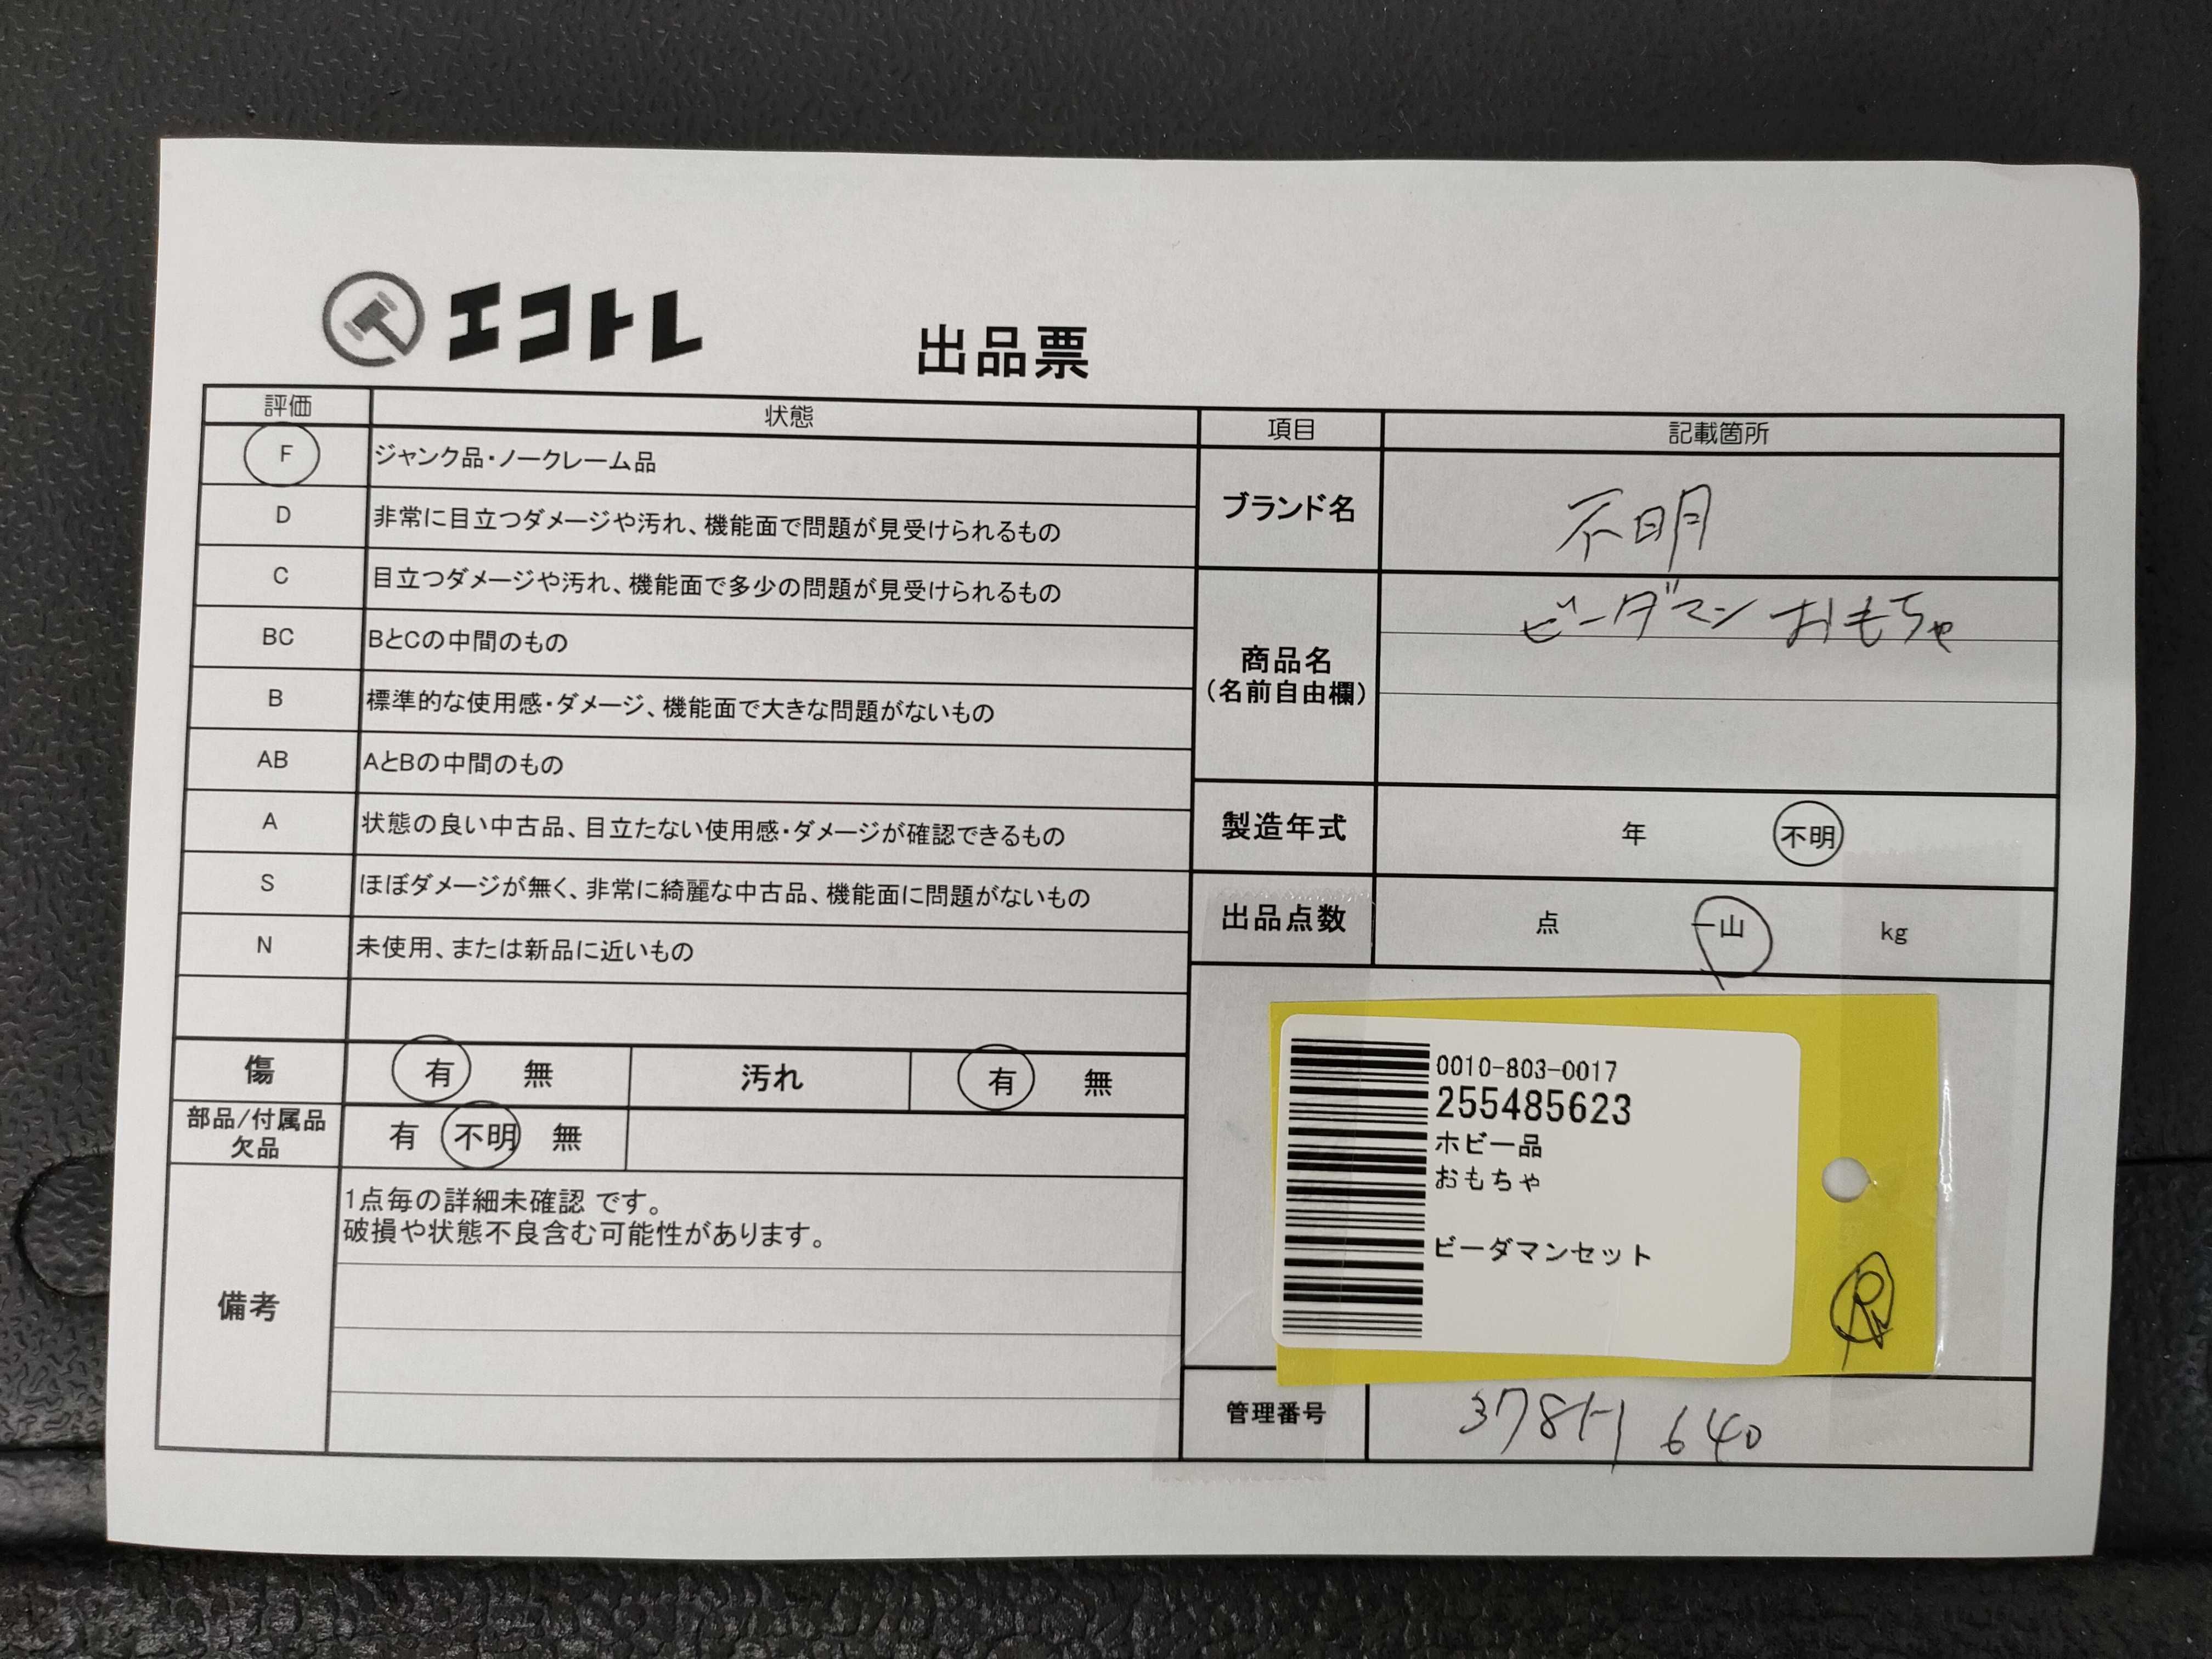 エコトレ
出品票
評価 状態
F ジャンク品・ノークレーム品
D 非常に目立つダメージや汚れ、機能面で問題が見受けられるもの
C 目立つダメージや汚れ、機能面で多少の問題が見受けられるもの
BC BとCの中間のもの
B 標準的な使用感・ダメージ、機能面で大きな問題がないもの
AB AとBの中間のもの
A 状態の良い中古品、目立たない使用感・ダメージが確認できるもの
S ほぼダメージが無く、非常に綺麗な中古品、機能面に問題がないもの
N 未使用、または新品に近いもの
傷 有 無 汚れ 有 無
部品/付属品
欠品 有 不明 無
備考
1点毎の詳細未確認 です。
破損や状態不良含む可能性があります。
項目 記載箇所
ブランド名 不明
商品名
(名前自由欄)
ビーダマン おもちゃ
製造年式 年 不明
出品点数 点 一山 kg
0010-803-0017
255485623
ホビー品
おもちゃ
ビーダマンセット
管理番号 378H 640